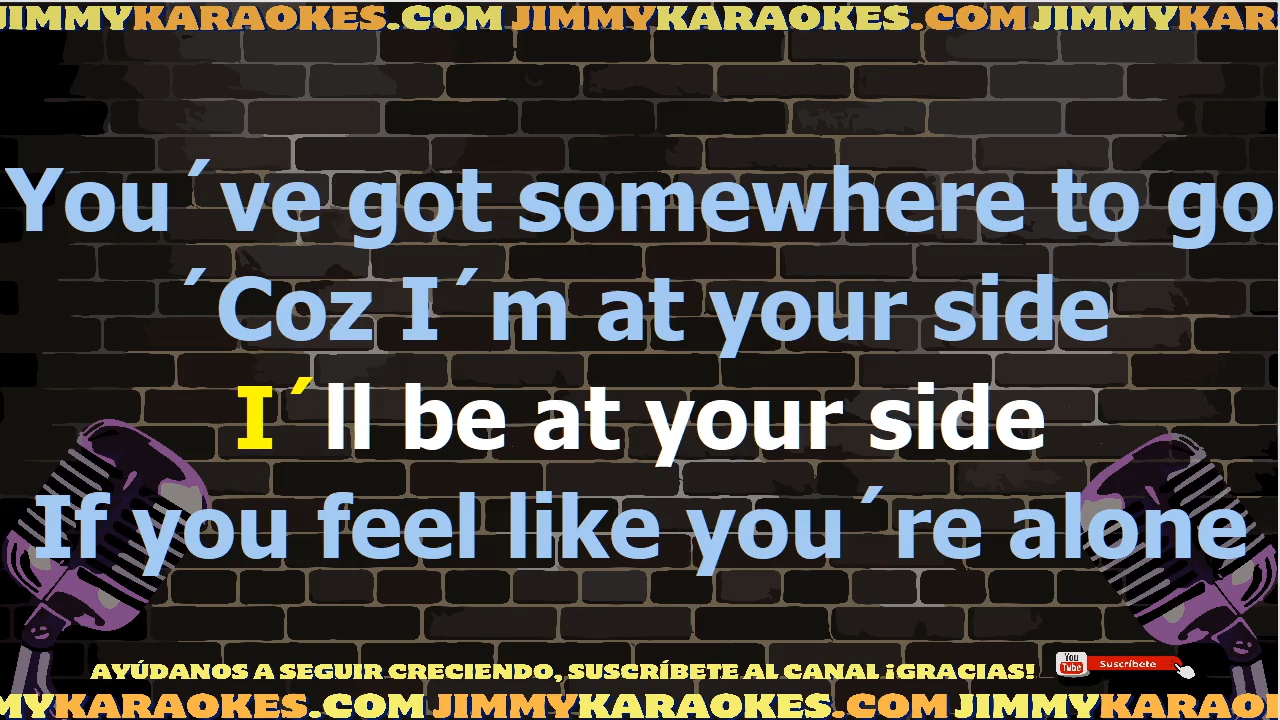 JIMMYKARAOKES.COM JIMMYKARAOKES.COM JIMMYKAR
You´ve got somewhere to go
´Coz I´m at your side
I´ll be at your side
If you feel like you´re alone
AYÚDANOS A SEGUIR CRECIENDO, SUSCRÍBETE AL CANAL ¡GRACIAS!
You Tube Suscríbete
MYKARAOKES.COM JIMMYKARAOKES.COM JIMMYKARAO